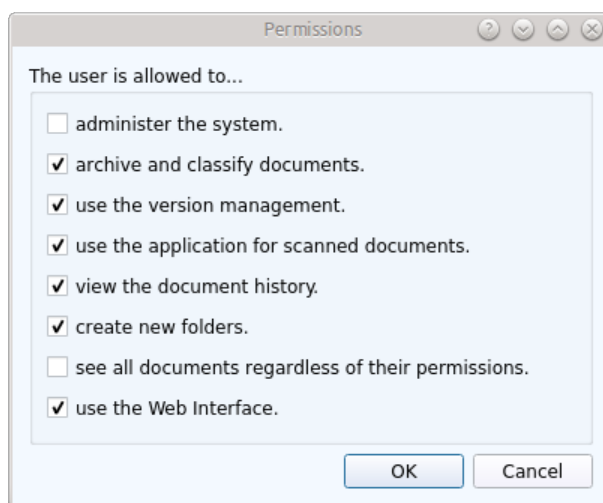 Permissions
The user is allowed to...
administer the system.
archive and classify documents.
use the version management.
use the application for scanned documents.
view the document history.
create new folders.
see all documents regardless of their permissions.
use the Web Interface.
OK Cancel